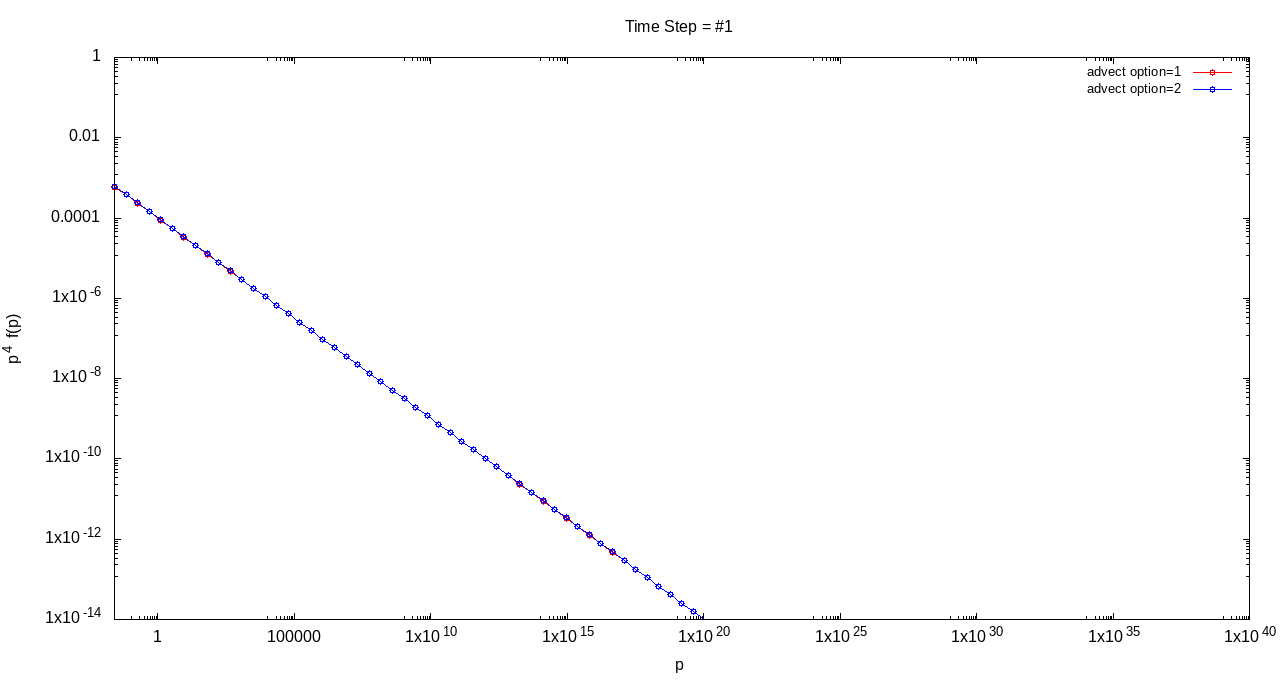 Time Step = #1
1
0.01
0.0001
1x10^-6
1x10^-8
1x10^-10
1x10^-12
1x10^-14
p^4 f(p)
advect option=1
advect option=2
1
100000
1x10^10
1x10^15
1x10^20
1x10^25
1x10^30
1x10^35
1x10^40
p